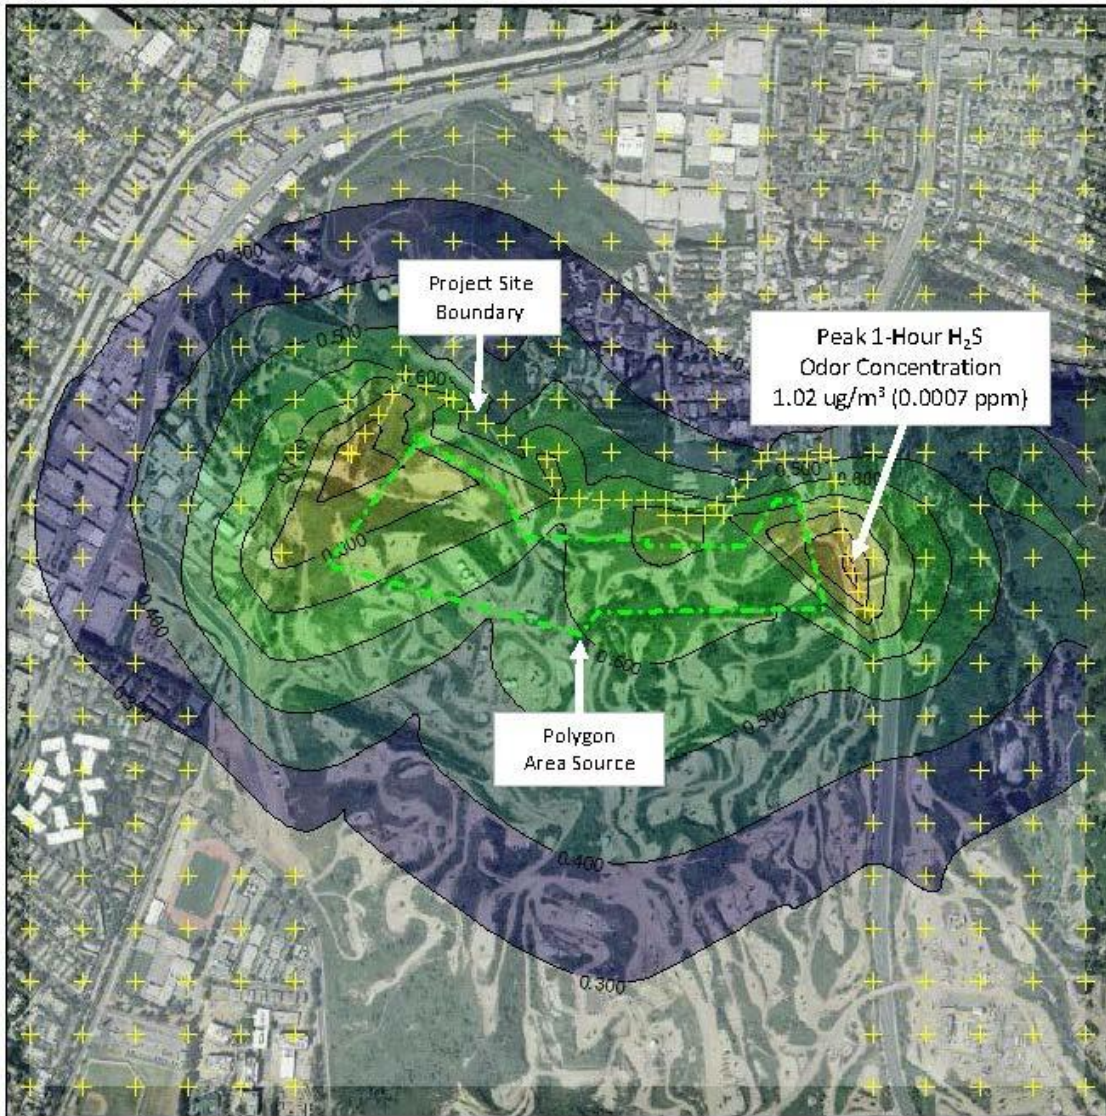 0.300
Project Site
Boundary
0.500
Peak 1-Hour H₂S
Odor Concentration
1.02 ug/m³ (0.0007 ppm)
.600
0.500
0.800
0.400
0.600
0.500
Polygon
Area Source
0.400
0.300